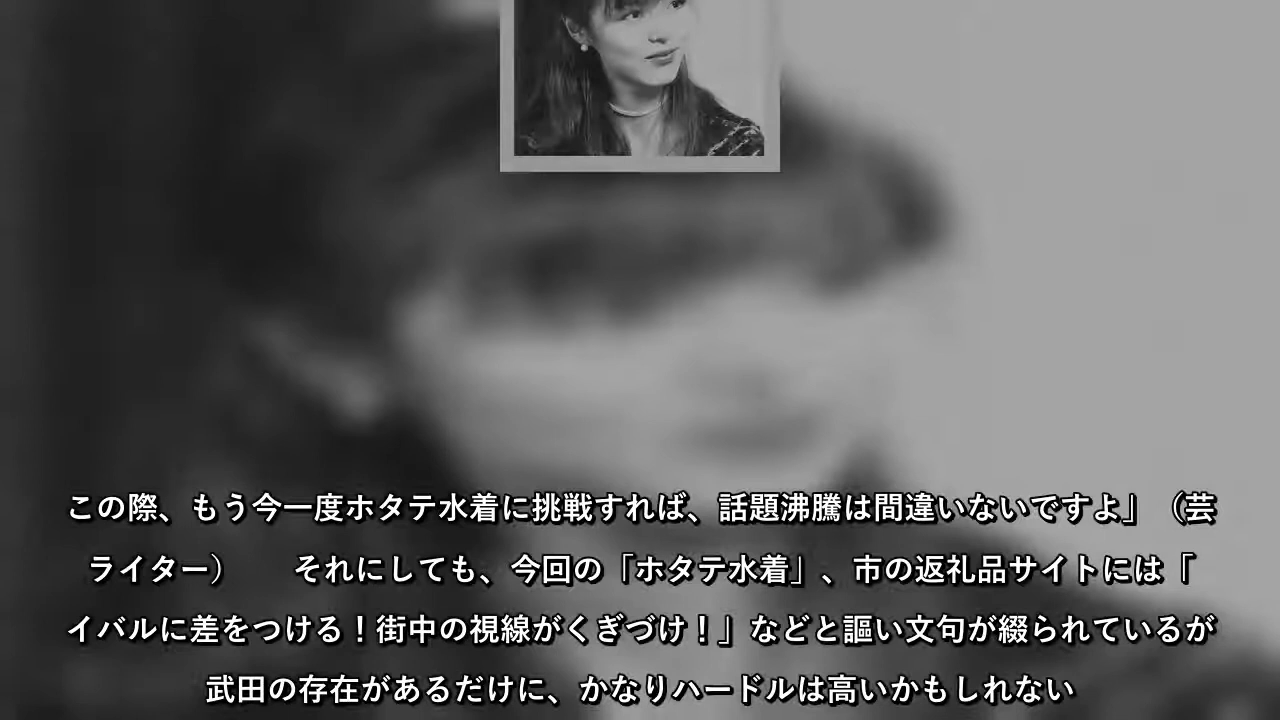 この際、もう今一度ホタテ水着に挑戦すれば、話題沸騰は間違いないですよ」（芸
ライター）　　それにしても、今回の「ホタテ水着」、市の返礼品サイトには「
イバルに差をつける！街中の視線がくぎづけ！」などと謳い文句が綴られているが
武田の存在があるだけに、かなりハードルは高いかもしれない